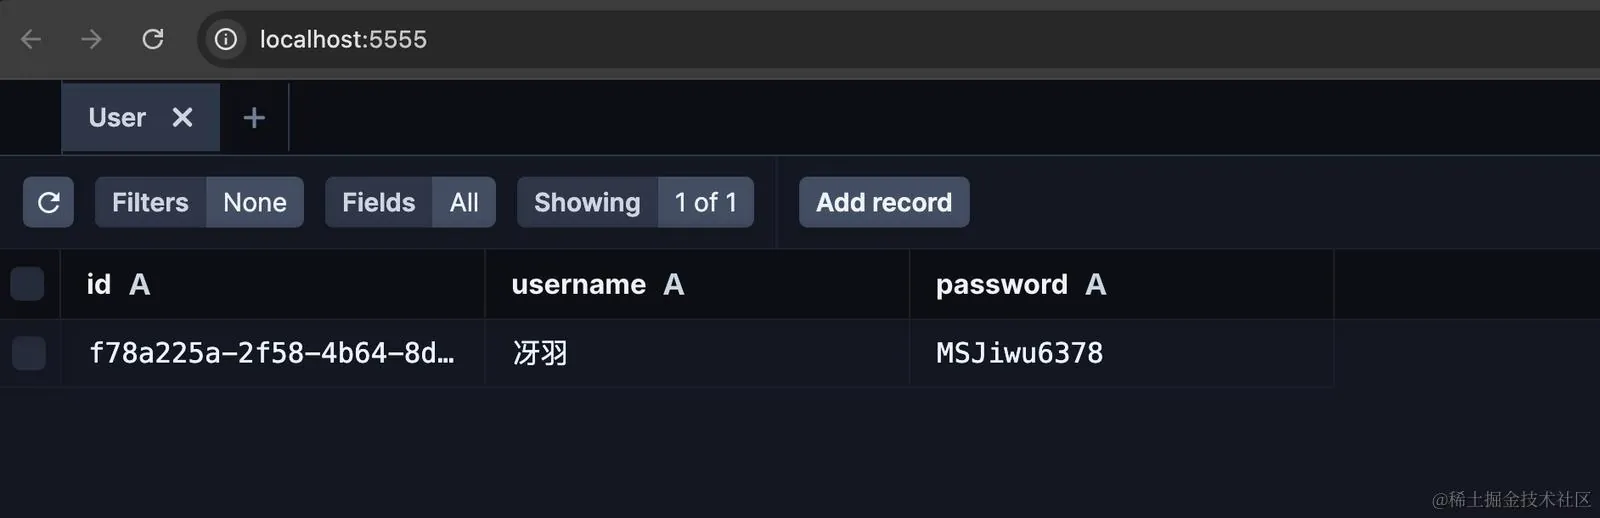 localhost:5555
User
Filters None Fields All Showing 1 of 1 Add record
id A username A password A
f78a225a-2f58-4b64-8d… 冴羽 MSJiwu6378
@稀土掘金技术社区